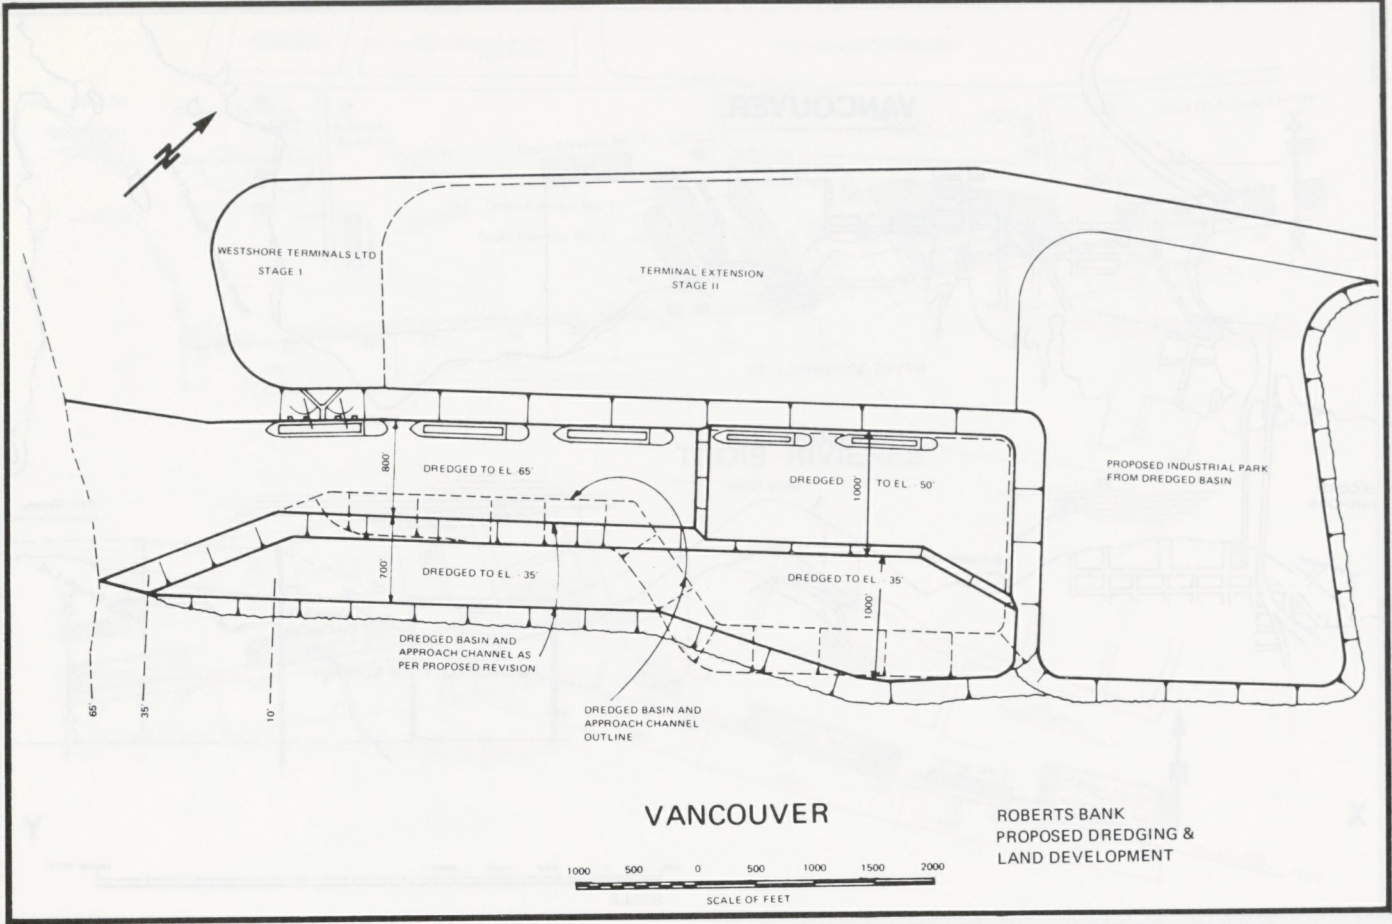 N
WESTSHORE TERMINALS LTD
STAGE I
TERMINAL EXTENSION
STAGE II
PROPOSED INDUSTRIAL PARK
FROM DREDGED BASIN
800'
DREDGED TO EL. -65'
DREDGED TO EL. -50'
1000'
700'
DREDGED TO EL. - 35'
DREDGED TO EL. - 35'
1000'
DREDGED BASIN AND
APPROACH CHANNEL AS
PER PROPOSED REVISION
DREDGED BASIN AND
APPROACH CHANNEL
OUTLINE
65'
35'
10'
VANCOUVER
ROBERTS BANK
PROPOSED DREDGING &
LAND DEVELOPMENT
1000 500 0 500 1000 1500 2000
SCALE OF FEET